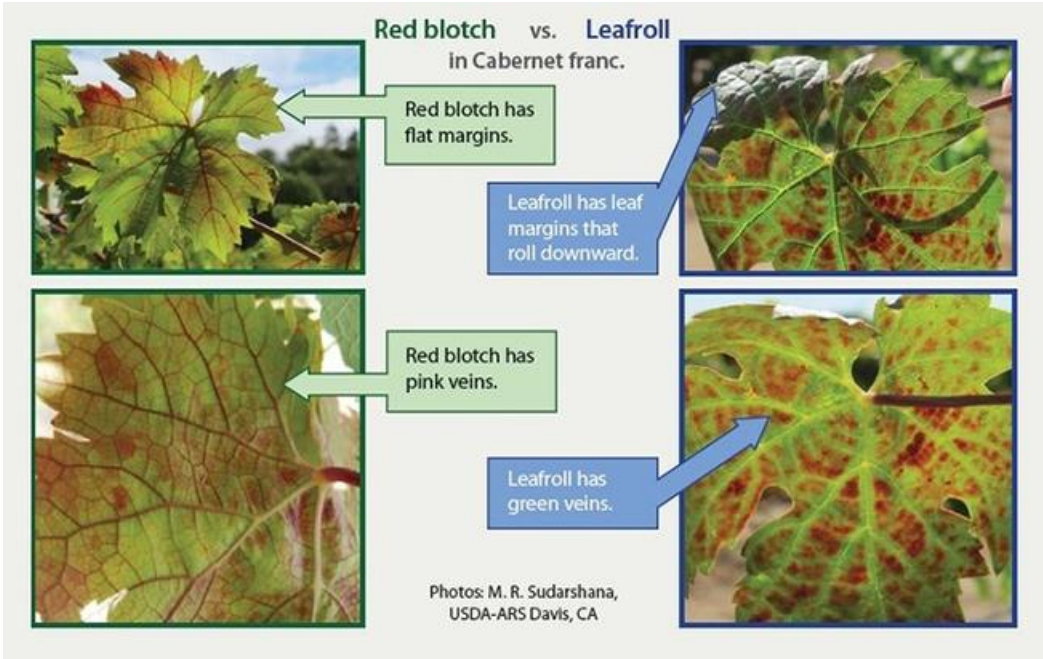 Red blotch vs. Leafroll
in Cabernet franc.
Red blotch has
flat margins.
Leafroll has leaf
margins that
roll downward.
Red blotch has
pink veins.
Leafroll has
green veins.
Photos: M. R. Sudarshana,
USDA-ARS Davis, CA